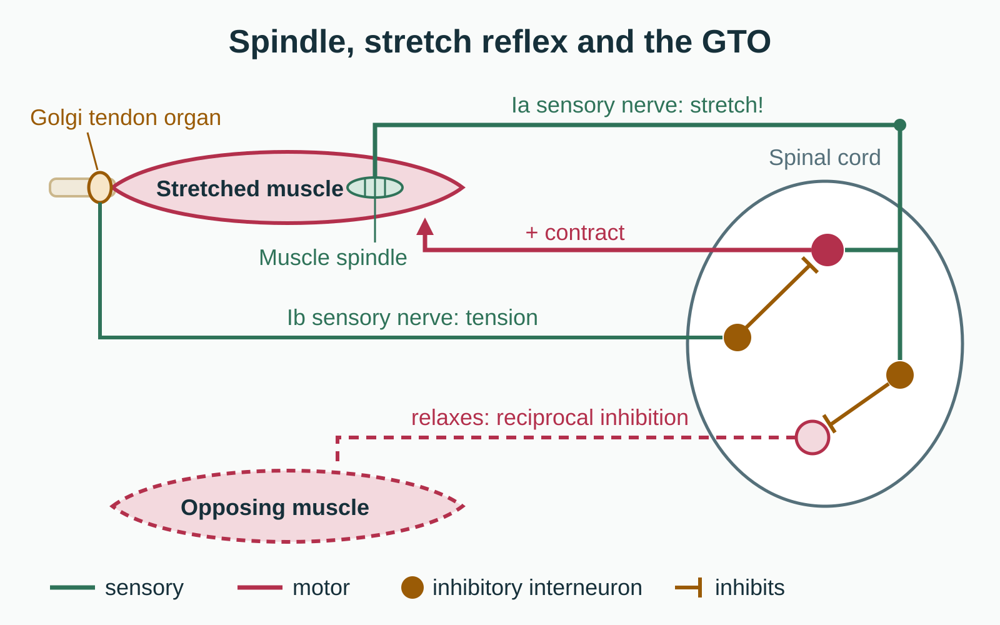 Spindle, stretch reflex and the GTO
Ia sensory nerve: stretch!
Golgi tendon organ
Spinal cord
Stretched muscle
+ contract
Muscle spindle
Ib sensory nerve: tension
relaxes: reciprocal inhibition
Opposing muscle
sensory
motor
inhibitory interneuron
inhibits